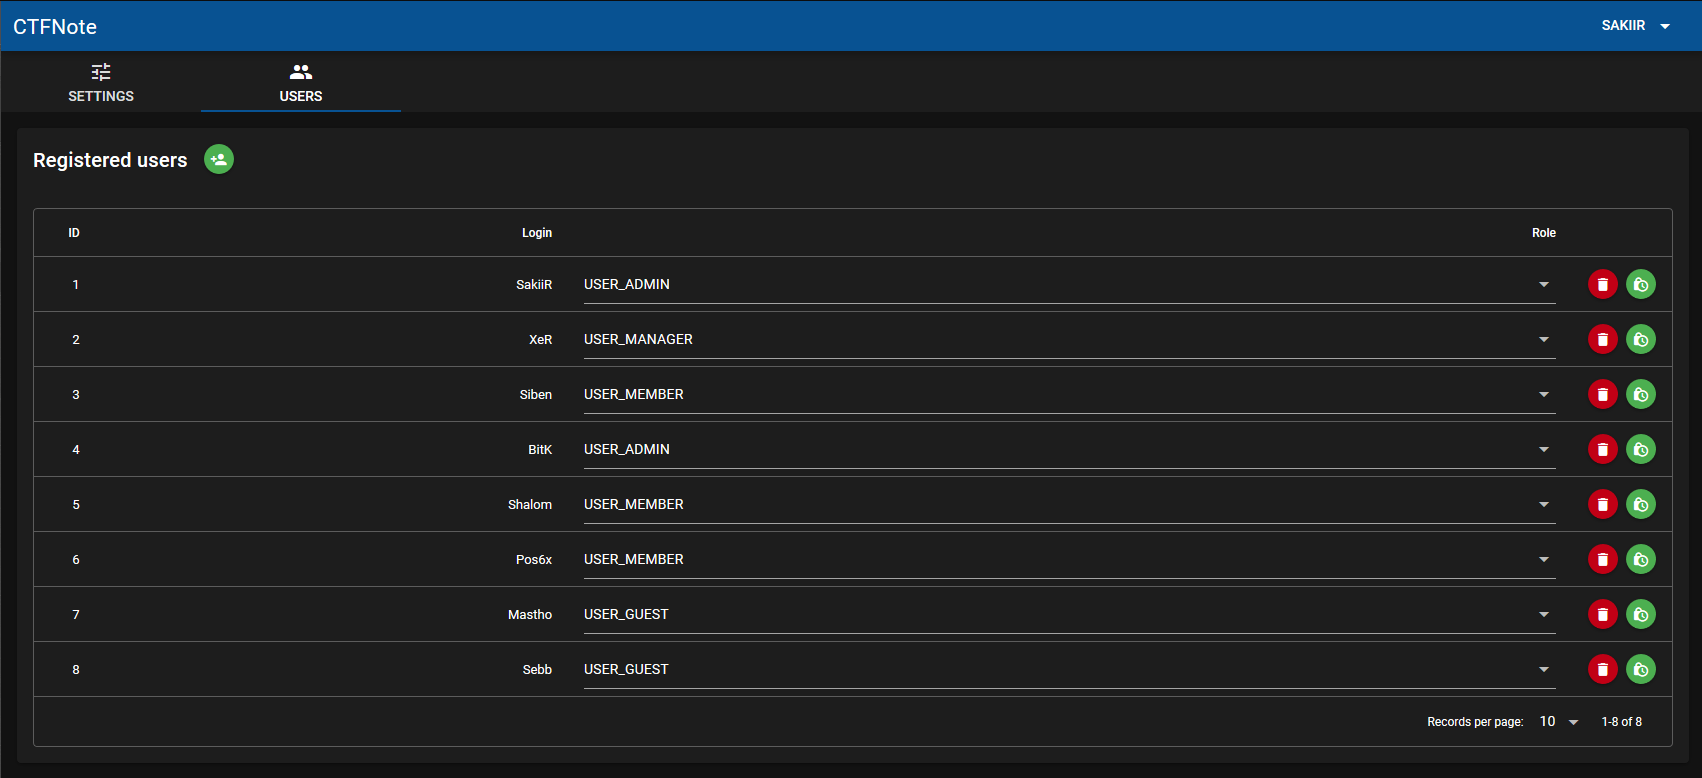 CTFNote
SAKIIR
SETTINGS
USERS
Registered users
ID Login Role
1 SakiiR USER_ADMIN
2 XeR USER_MANAGER
3 Siben USER_MEMBER
4 BitK USER_ADMIN
5 Shalom USER_MEMBER
6 Pos6x USER_MEMBER
7 Mastho USER_GUEST
8 Sebb USER_GUEST
Records per page: 10 1-8 of 8